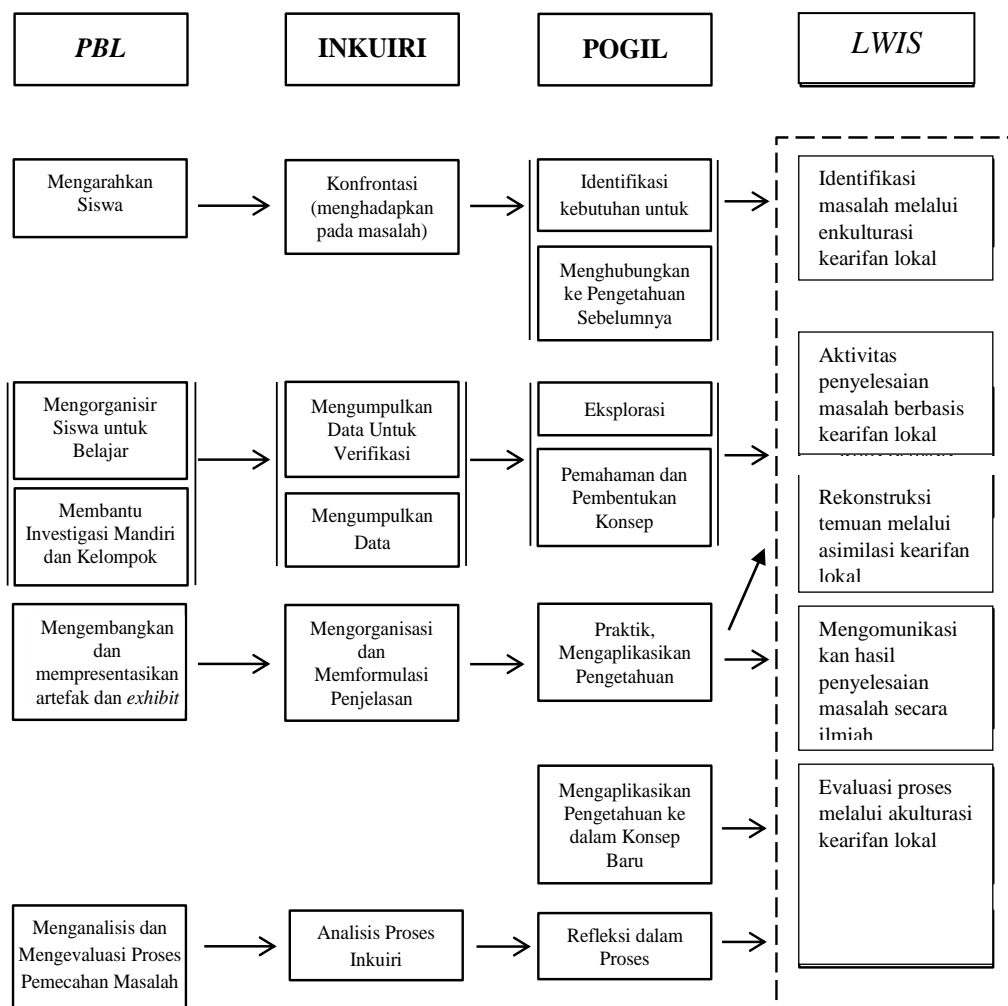 PBL
INKUIRI
POGIL
LWIS
Mengarahkan
Siswa
Konfrontasi
(menghadapkan
pada masalah)
Identifikasi
kebutuhan untuk
Menghubungkan
ke Pengetahuan
Sebelumnya
Identifikasi
masalah melalui
enkulturasi
kearifan lokal
Mengorganisir
Siswa untuk
Belajar
Membantu
Investigasi Mandiri
dan Kelompok
Mengumpulkan
Data Untuk
Verifikasi
Mengumpulkan
Data
Eksplorasi
Pemahaman dan
Pembentukan
Konsep
Aktivitas
penyelesaian
masalah berbasis
kearifan lokal
Rekonstruksi
temuan melalui
asimilasi kearifan
lokal
Mengembangkan
dan
mempresentasikan
artefak dan exhibit
Mengorganisasi
dan
Memformulasi
Penjelasan
Praktik,
Mengaplikasikan
Pengetahuan
Mengomunikasi
kan hasil
penyelesaian
masalah secara
ilmiah
Mengaplikasikan
Pengetahuan ke
dalam Konsep
Baru
Evaluasi proses
melalui akulturasi
kearifan lokal
Menganalisis dan
Mengevaluasi Proses
Pemecahan Masalah
Analisis Proses
Inkuiri
Refleksi dalam
Proses